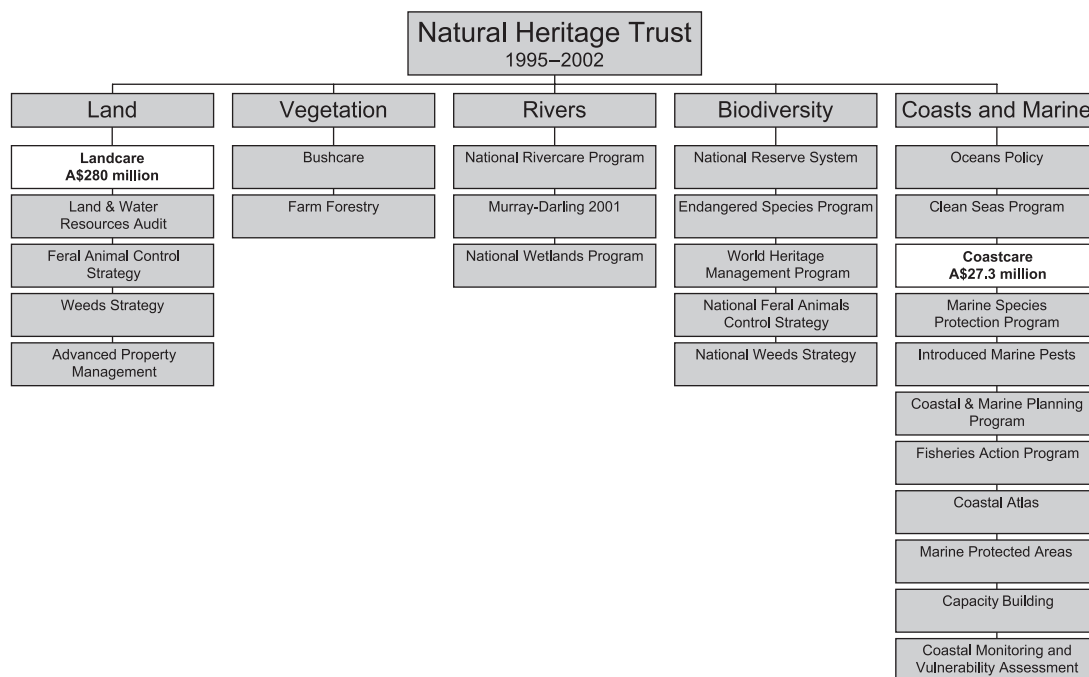 Natural Heritage Trust
1995–2002
Land
Landcare
A$280 million
Land & Water
Resources Audit
Feral Animal Control
Strategy
Weeds Strategy
Advanced Property
Management
Vegetation
Bushcare
Farm Forestry
Rivers
National Rivercare Program
Murray-Darling 2001
National Wetlands Program
Biodiversity
National Reserve System
Endangered Species Program
World Heritage
Management Program
National Feral Animals
Control Strategy
National Weeds Strategy
Coasts and Marine
Oceans Policy
Clean Seas Program
Coastcare
A$27.3 million
Marine Species
Protection Program
Introduced Marine Pests
Coastal & Marine Planning
Program
Fisheries Action Program
Coastal Atlas
Marine Protected Areas
Capacity Building
Coastal Monitoring and
Vulnerability Assessment